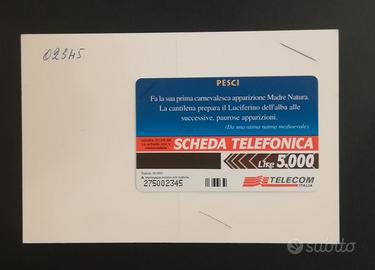 02345
PESCI
Fa la sua prima carnevalesca apparizione Madre Natura.
La cantilena prepara il Luciferino dell'alba alle
successive, paurose apparizioni.
(Da una ninna nanna medioevale)
SCHEDA TELEFONICA
Lire 5.000
275002345
TELECOM
ITALIA
subito